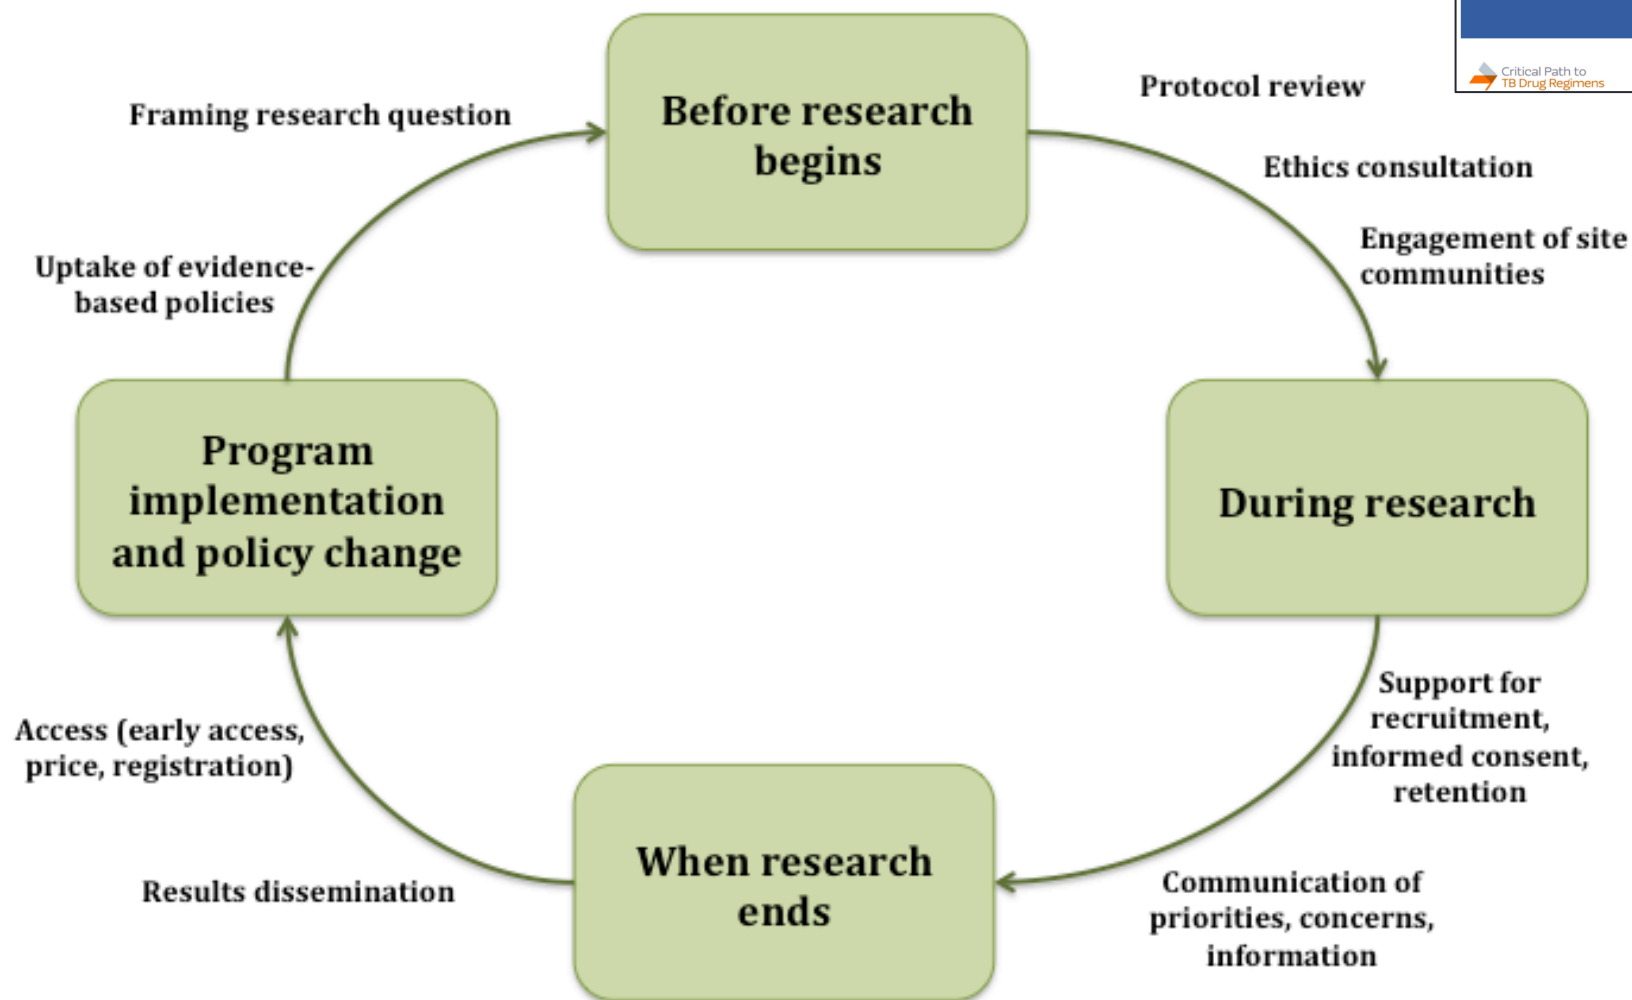 Critical Path to
TB Drug Regimens
Before research
begins
Protocol review
Ethics consultation
Engagement of site
communities
During research
Support for
recruitment,
informed consent,
retention
Communication of
priorities, concerns,
information
When research
ends
Results dissemination
Access (early access,
price, registration)
Program
implementation
and policy change
Uptake of evidence-
based policies
Framing research question